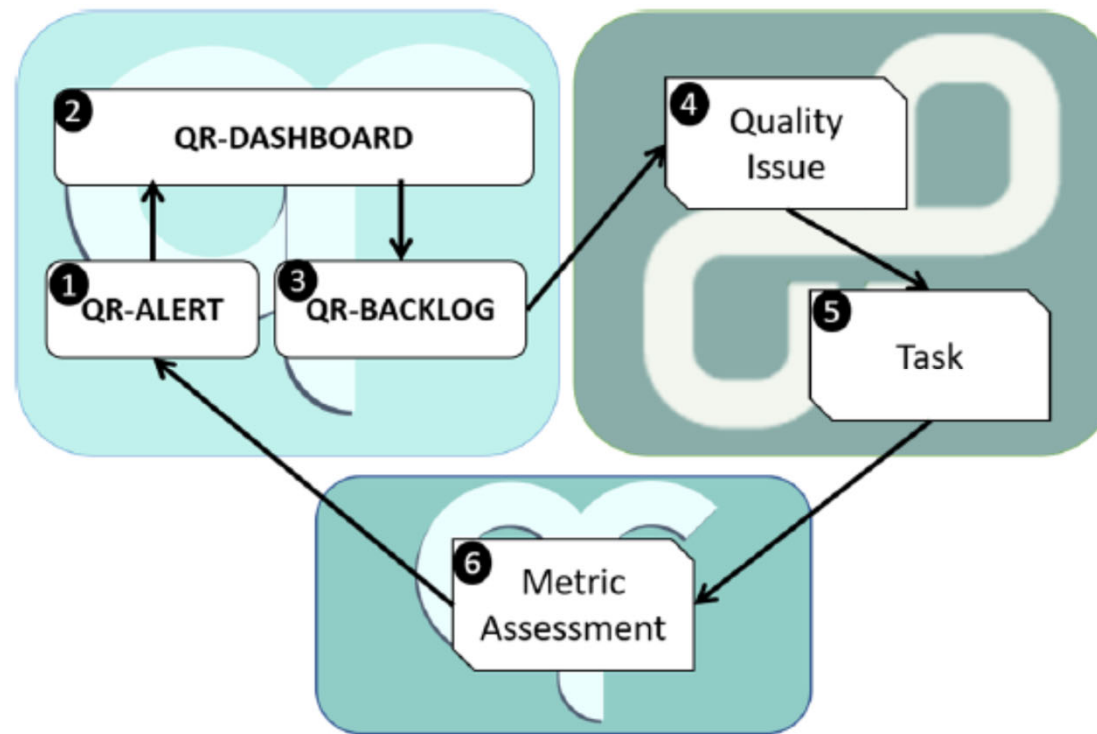 2
QR-DASHBOARD
1
QR-ALERT
3
QR-BACKLOG
4
Quality
Issue
5
Task
6
Metric
Assessment